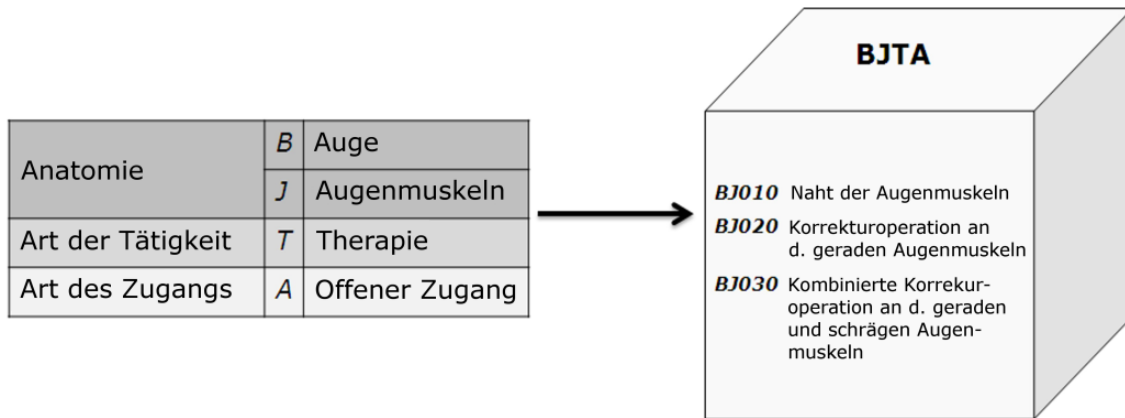 Anatomie
B Auge
J Augenmuskeln
Art der Tätigkeit T Therapie
Art des Zugangs A Offener Zugang
BJTA
BJ010 Naht der Augenmuskeln
BJ020 Korrekturoperation an
d. geraden Augenmuskeln
BJ030 Kombinierte Korrekur-
operation an d. geraden
und schrägen Augen-
muskeln